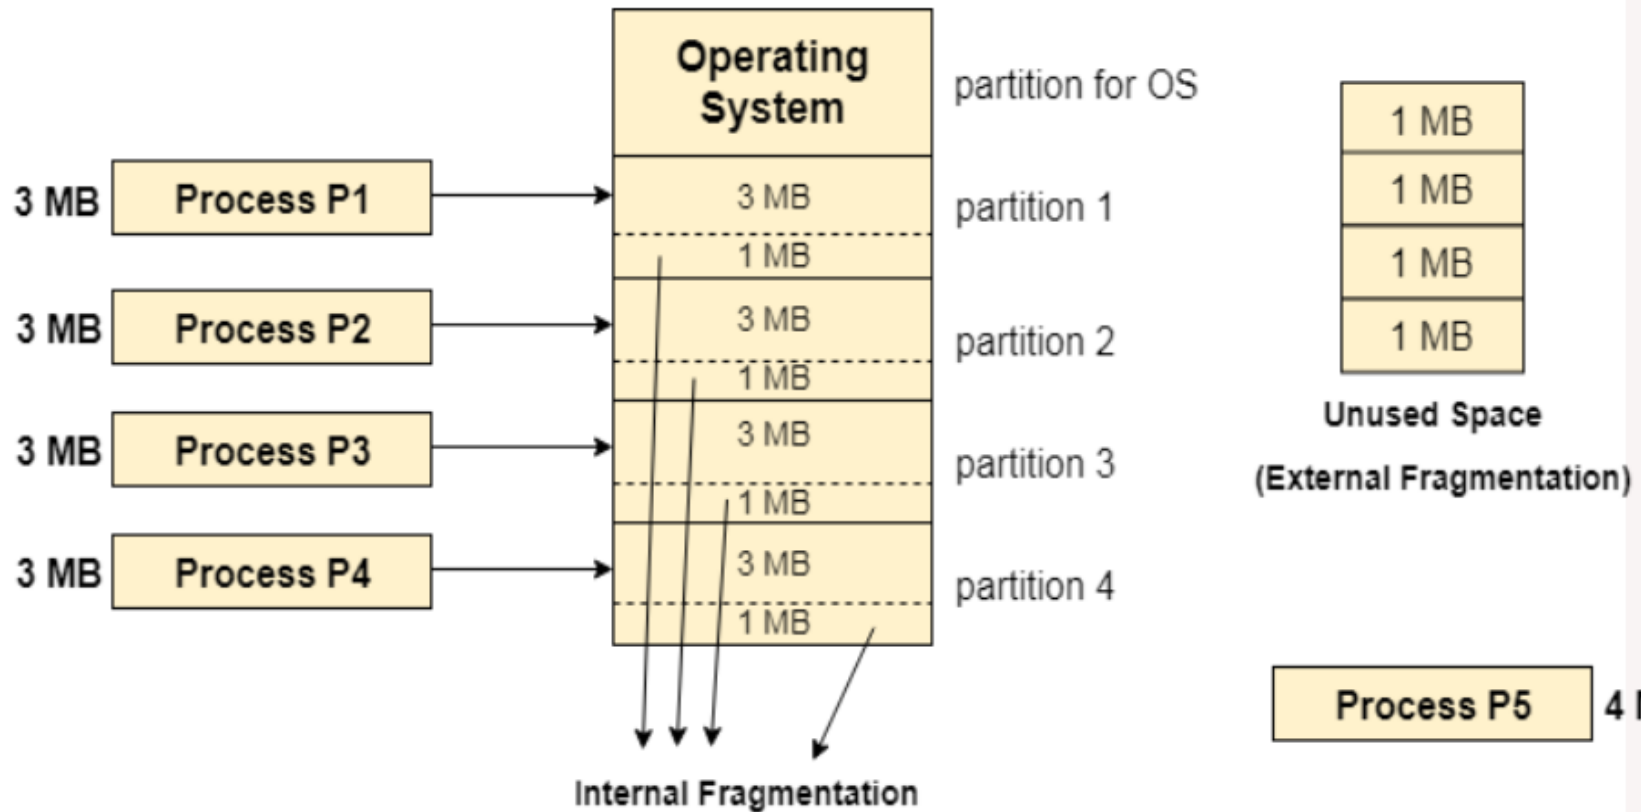 Operating
System
partition for OS
3 MB Process P1
3 MB
partition 1
1 MB
3 MB Process P2
3 MB
partition 2
1 MB
3 MB Process P3
3 MB
partition 3
1 MB
3 MB Process P4
3 MB
partition 4
1 MB
Internal Fragmentation
1 MB
1 MB
1 MB
1 MB
Unused Space
(External Fragmentation)
Process P5 4